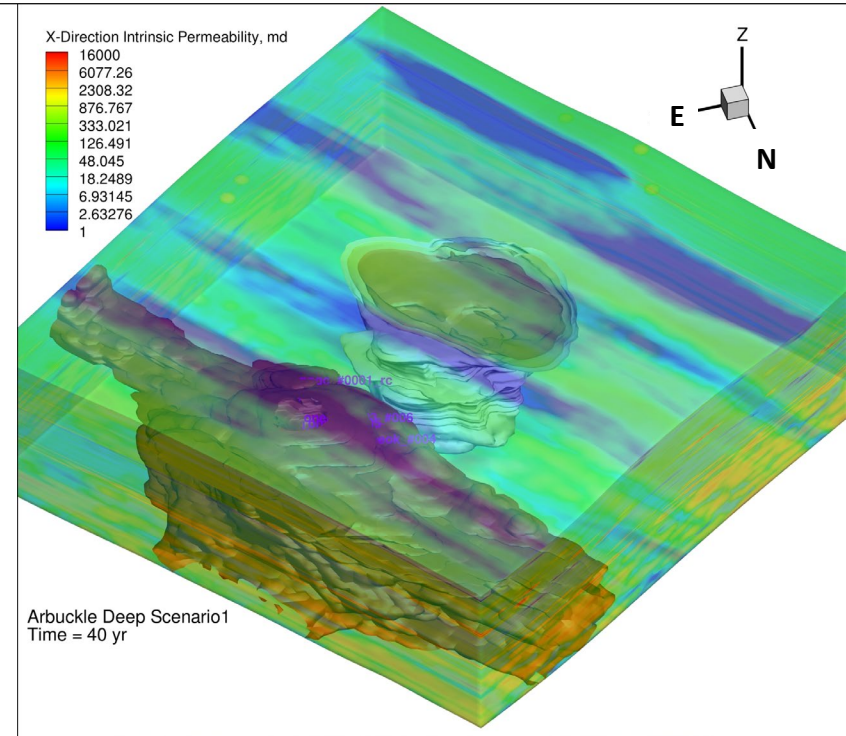 X-Direction Intrinsic Permeability, md
16000
6077.26
2308.32
876.767
333.021
126.491
48.045
18.2489
6.93145
2.63276
1
Z
E
N
Arbuckle Deep Scenario1
Time = 40 yr